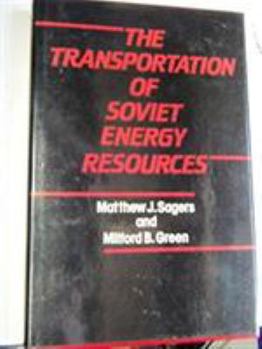 THE
TRANSPORTATION
OF
SOVIET
ENERGY
RESOURCES
Matthew J. Sagers
and
Milford B. Green